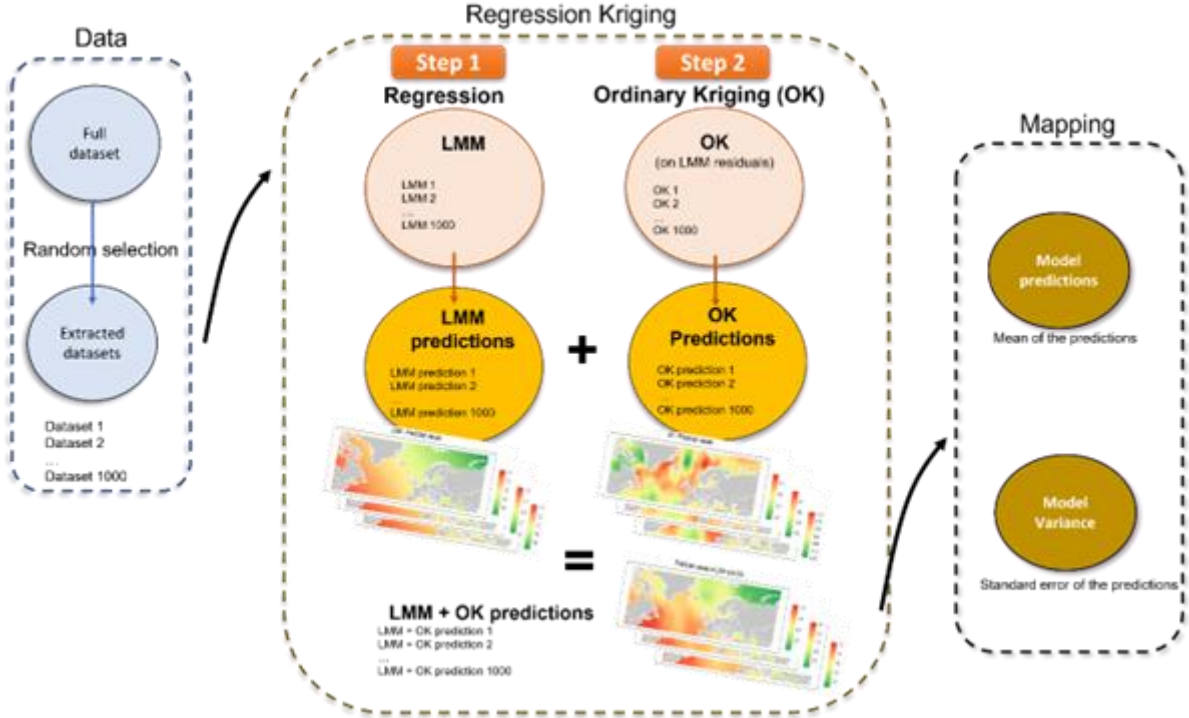 Regression Kriging
Data
Full
dataset
Random selection
Extracted
datasets
Dataset 1
Dataset 2
....
Dataset 1000
Step 1
Regression
LMM
LMM 1
LMM 2
....
LMM 1000
LMM
predictions
LMM prediction 1
LMM prediction 2
...
LMM prediction 1000
+
Step 2
Ordinary Kriging (OK)
OK
(on LMM residuals)
OK 1
OK 2
...
OK 1000
OK
Predictions
OK prediction 1
OK prediction 2
...
OK prediction 1000
=
LMM + OK predictions
LMM + OK prediction 1
LMM + OK prediction 2
....
LMM + OK prediction 1000
Mapping
Model
predictions
Mean of the predictions
Model
Variance
Standard error of the predictions